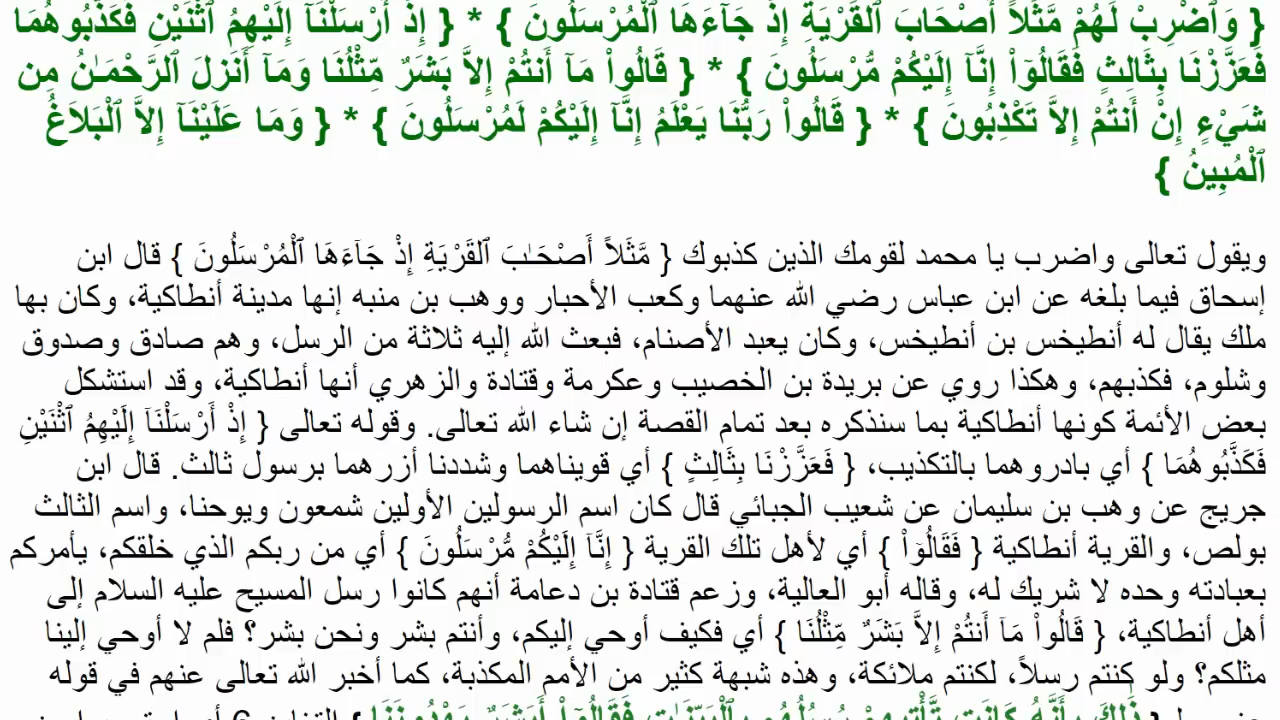 { وَٱضْرِبْ لَهُمْ مَّثَلاً أَصْحَابَ ٱلقَرْيَةِ إِذْ جَآءَهَا ٱلْمُرْسَلُونَ } * { إِذْ أَرْسَلْنَآ إِلَيْهِمُ ٱثْنَيْنِ فَكَذَّبُوهُمَا
فَعَزَّزْنَا بِثَالِثٍ فَقَالُوۤاْ إِنَّآ إِلَيْكُمْ مُّرْسَلُونَ } * { قَالُواْ مَآ أَنتُمْ إِلاَّ بَشَرٌ مِّثْلُنَا وَمَآ أَنَزلَ ٱلرَّحْمَـٰنُ مِن
شَيْءٍ إِنْ أَنتُمْ إِلاَّ تَكْذِبُونَ } * { قَالُواْ رَبُّنَا يَعْلَمُ إِنَّآ إِلَيْكُمْ لَمُرْسَلُونَ } * { وَمَا عَلَيْنَآ إِلاَّ ٱلْبَلاَغُ
ٱلْمُبِينُ }
ويقول تعالى واضرب يا محمد لقومك الذين كذبوك { مَّثَلاً أَصْحَـٰبَ ٱلقَرْيَةِ إِذْ جَآءَهَا ٱلْمُرْسَلُونَ } قال ابن
إسحاق فيما بلغه عن ابن عباس رضي الله عنهما وكعب الأحبار ووهب بن منبه إنها مدينة أنطاكية، وكان بها
ملك يقال له أنطيخس بن أنطيخس، وكان يعبد الأصنام، فبعث الله إليه ثلاثة من الرسل، وهم صادق وصدوق
وشلوم، فكذبهم، وهكذا روي عن بريدة بن الخصيب وعكرمة وقتادة والزهري أنها أنطاكية، وقد استشكل
بعض الأئمة كونها أنطاكية بما سنذكره بعد تمام القصة إن شاء الله تعالى. وقوله تعالى { إِذْ أَرْسَلْنَآ إِلَيْهِمُ ٱثْنَيْنِ
فَكَذَّبُوهُمَا } أي بادروهما بالتكذيب، { فَعَزَّزْنَا بِثَالِثٍ } أي قويناهما وشددنا أزرهما برسول ثالث. قال ابن
جريج عن وهب بن سليمان عن شعيب الجبائي قال كان اسم الرسولين الأولين شمعون ويوحنا، واسم الثالث
بولص، والقرية أنطاكية { فَقَالُوۤاْ } أي لأهل تلك القرية { إِنَّآ إِلَيْكُمْ مُّرْسَلُونَ } أي من ربكم الذي خلقكم، يأمركم
بعبادته وحده لا شريك له، وقاله أبو العالية، وزعم قتادة بن دعامة أنهم كانوا رسل المسيح عليه السلام إلى
أهل أنطاكية، { قَالُواْ مَآ أَنتُمْ إِلاَّ بَشَرٌ مِّثْلُنَا } أي فكيف أوحي إليكم، وأنتم بشر ونحن بشر؟ فلم لا أوحي إلينا
مثلكم؟ ولو كنتم رسلاً، لكنتم ملائكة، وهذه شبهة كثير من الأمم المكذبة، كما أخبر الله تعالى عنهم في قوله